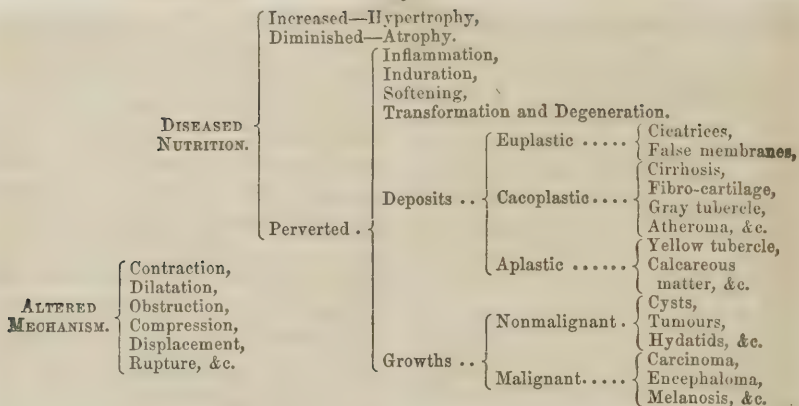 Increased—Hypertrophy,
Diminished—Atrophy.
Inflammation,
Induration,
Softening,
Transformation and Degeneration.
DISEASED
NUTRITION.
Perverted .
Deposits ..
Euplastic .....
Cicatrices,
False membranes,
Cacoplastic....
Cirrhosis,
Fibro-cartilage,
Gray tubercle,
Atheroma, &c.
Aplastic ......
Yellow tubercle,
Calcareous
matter, &c.
Growths ..
Nonmalignant .
Cysts,
Tumours,
Hydatids, &c.
Malignant.....
Carcinoma,
Encephaloma,
Melanosis, &c.
ALTERED
MECHANISM.
Contraction,
Dilatation,
Obstruction,
Compression,
Displacement,
Rupture, &c.